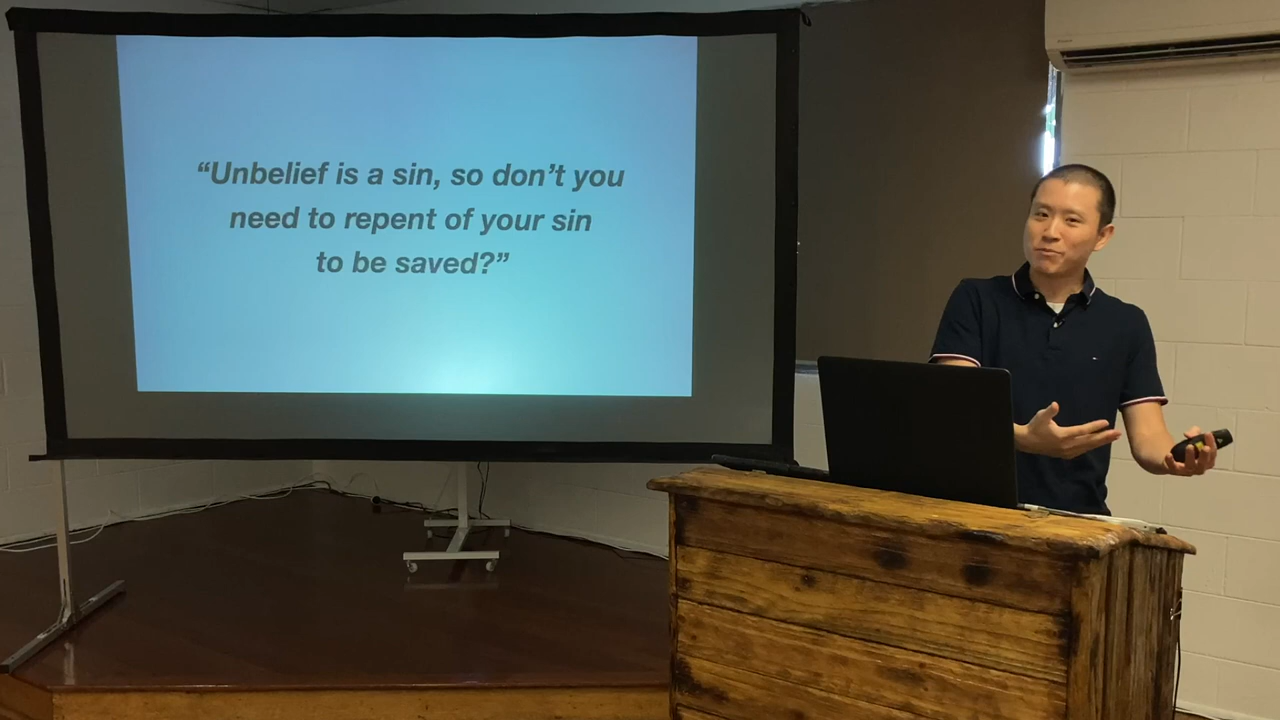 “Unbelief is a sin, so don’t you
need to repent of your sin
to be saved?”